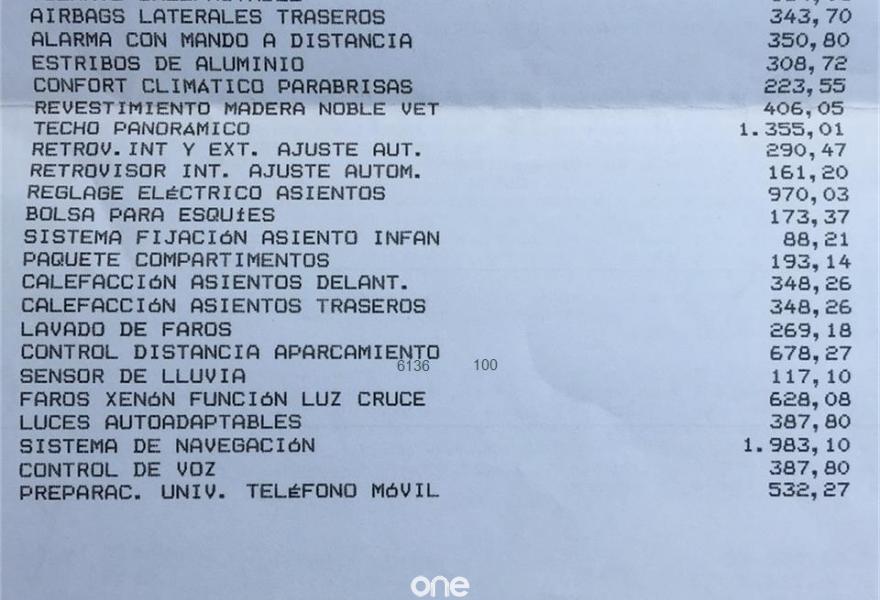 AIRBAGS LATERALES TRASEROS 343,70
ALARMA CON MANDO A DISTANCIA 350,80
ESTRIBOS DE ALUMINIO 308,72
CONFORT CLIMáTICO PARABRISAS 223,55
REVESTIMIENTO MADERA NOBLE VET 406,05
TECHO PANORáMICO 1.355,01
RETROV.INT Y EXT. AJUSTE AUT. 290,47
RETROVISOR INT. AJUSTE AUTOM. 161,20
REGLAGE ELéCTRICO ASIENTOS 970,03
BOLSA PARA ESQUíES 173,37
SISTEMA FIJACIóN ASIENTO INFAN 88,21
PAQUETE COMPARTIMENTOS 193,14
CALEFACCIóN ASIENTOS DELANT. 348,26
CALEFACCIóN ASIENTOS TRASEROS 348,26
LAVADO DE FAROS 269,18
CONTROL DISTANCIA APARCAMIENTO 678,27
6136 100
SENSOR DE LLUVIA 117,10
FAROS XENóN FUNCIóN LUZ CRUCE 628,08
LUCES AUTOADAPTABLES 387,80
SISTEMA DE NAVEGACIóN 1.983,10
CONTROL DE VOZ 387,80
PREPARAC. UNIV. TELéFONO MóVIL 532,27
one